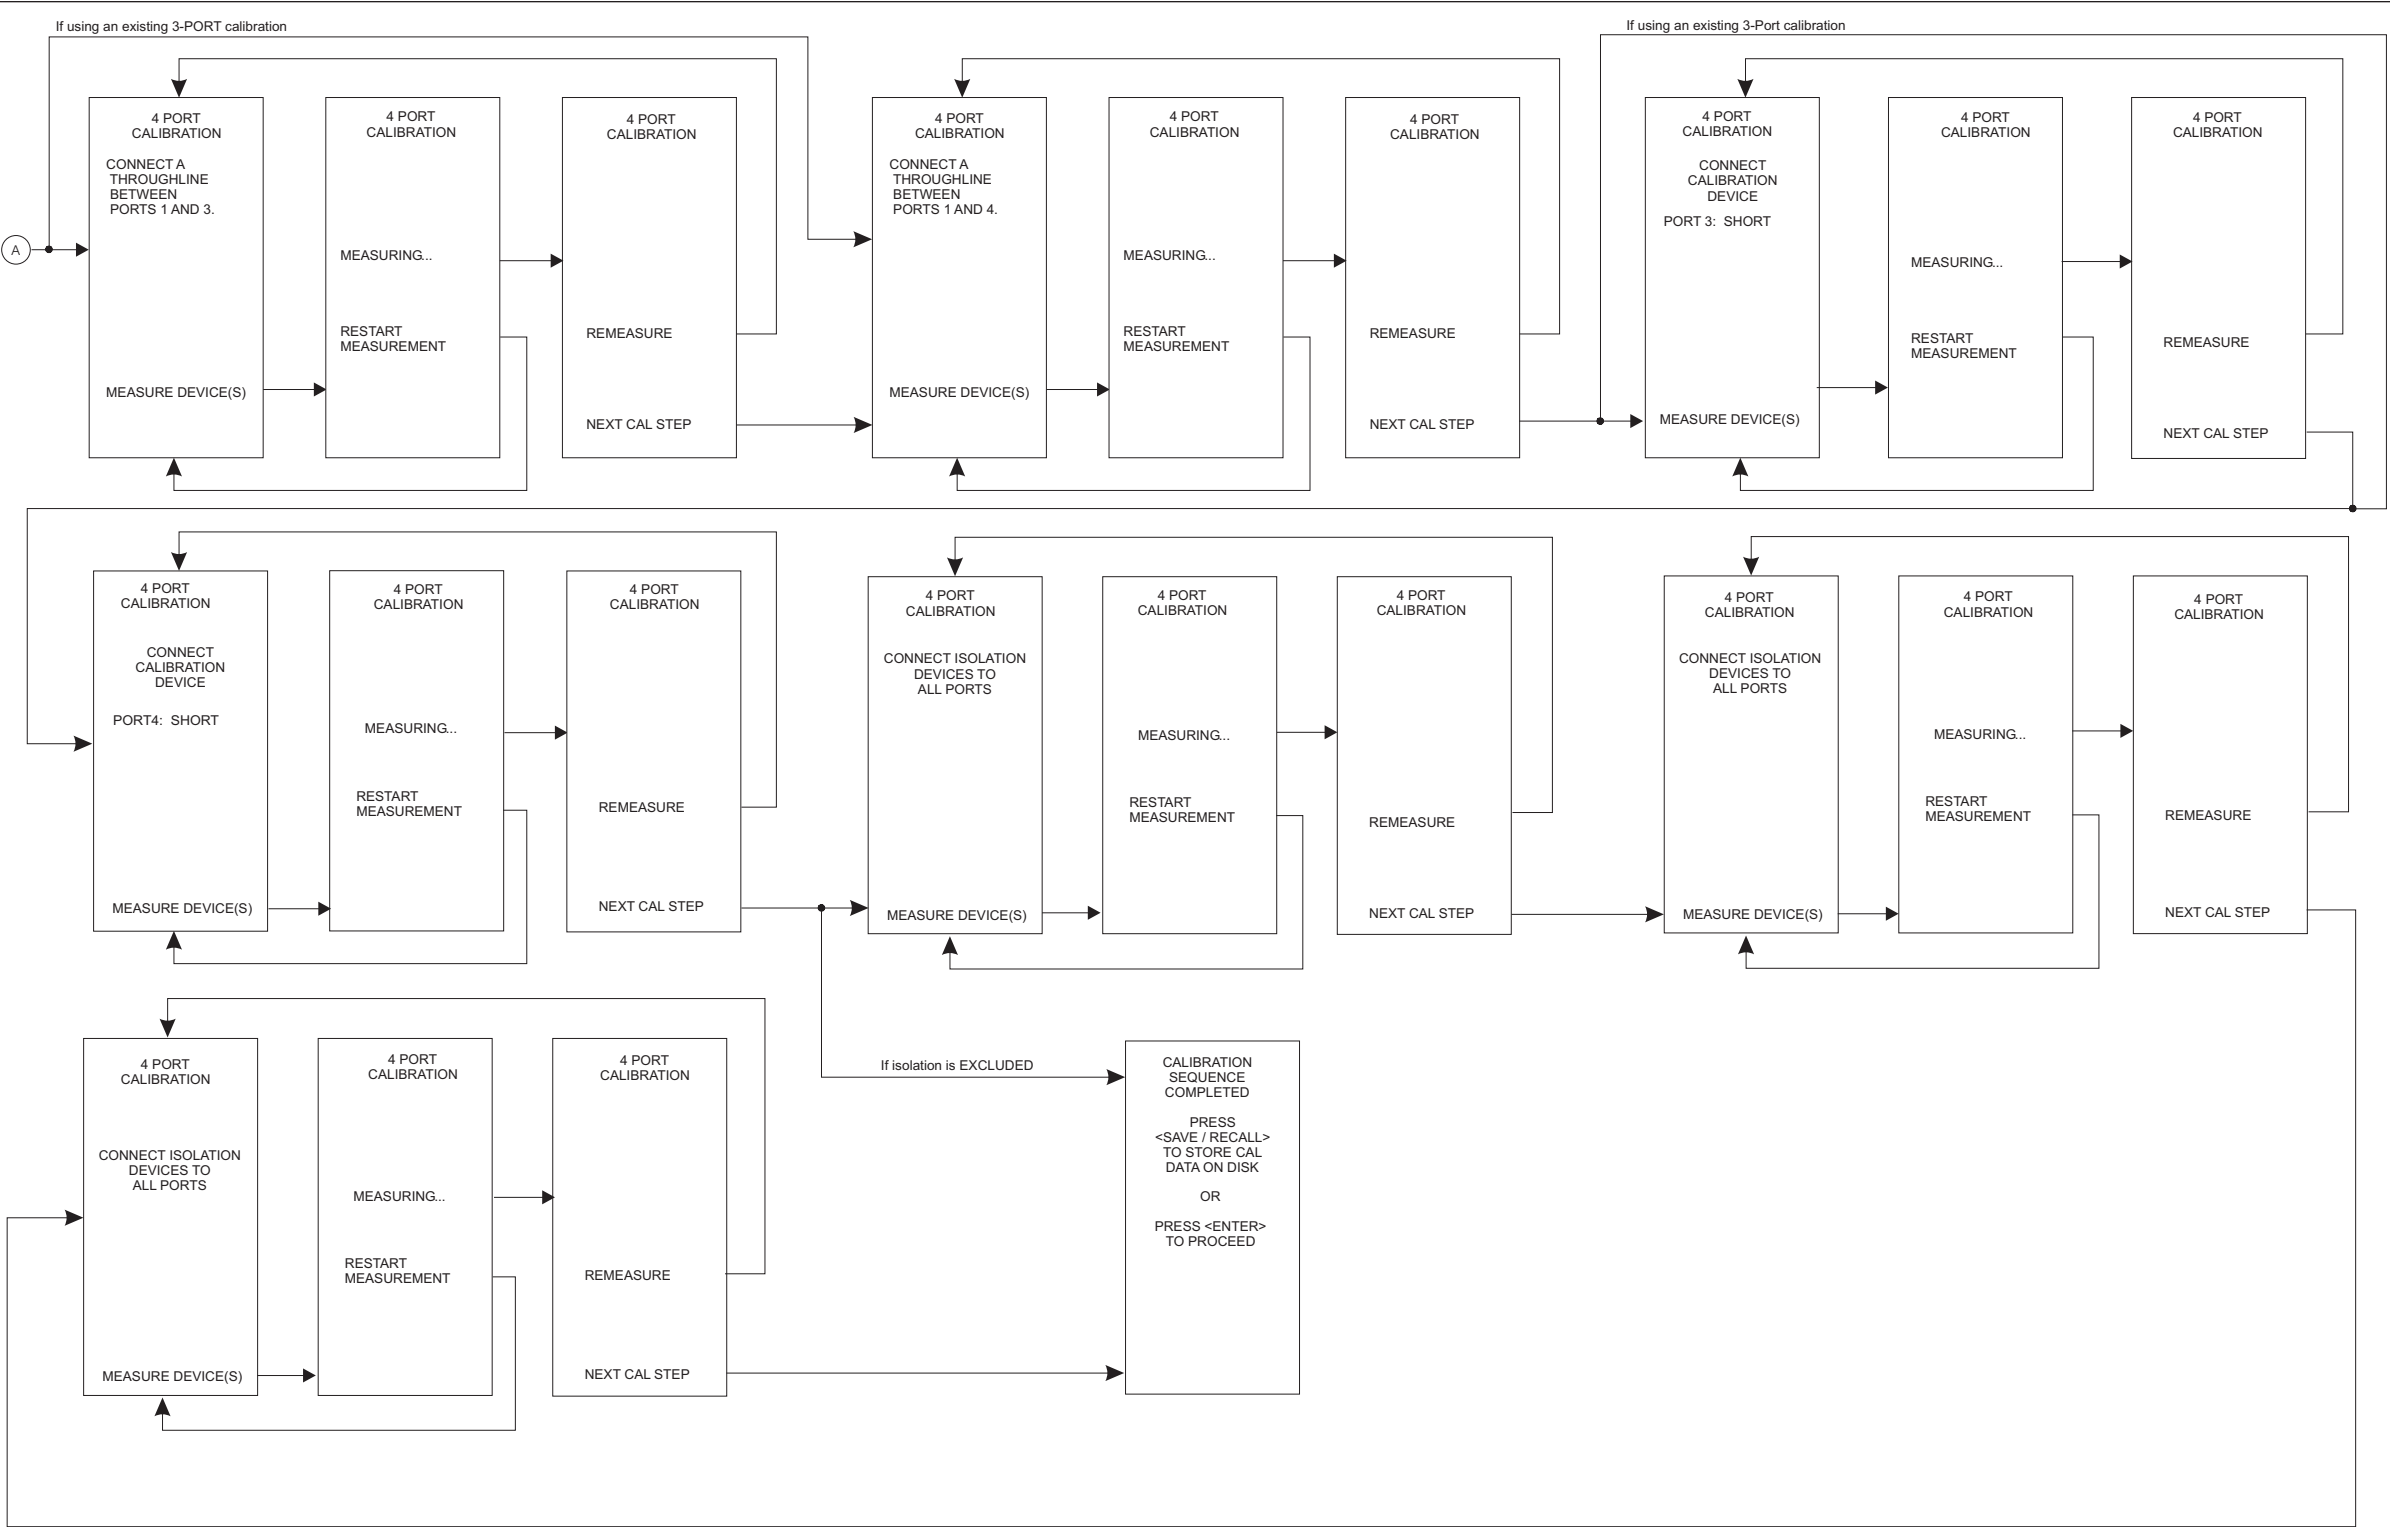 If using an existing 3-PORT calibration
If using an existing 3-Port calibration
A
4 PORT
CALIBRATION
CONNECT A
THROUGHLINE
BETWEEN
PORTS 1 AND 3.
MEASURE DEVICE(S)
4 PORT
CALIBRATION
MEASURING...
RESTART
MEASUREMENT
4 PORT
CALIBRATION
REMEASURE
NEXT CAL STEP
4 PORT
CALIBRATION
CONNECT A
THROUGHLINE
BETWEEN
PORTS 1 AND 4.
MEASURE DEVICE(S)
4 PORT
CALIBRATION
MEASURING...
RESTART
MEASUREMENT
4 PORT
CALIBRATION
REMEASURE
NEXT CAL STEP
4 PORT
CALIBRATION
CONNECT
CALIBRATION
DEVICE
PORT 3: SHORT
MEASURE DEVICE(S)
4 PORT
CALIBRATION
MEASURING...
RESTART
MEASUREMENT
4 PORT
CALIBRATION
REMEASURE
NEXT CAL STEP
4 PORT
CALIBRATION
CONNECT
CALIBRATION
DEVICE
PORT4: SHORT
MEASURE DEVICE(S)
4 PORT
CALIBRATION
MEASURING...
RESTART
MEASUREMENT
4 PORT
CALIBRATION
REMEASURE
NEXT CAL STEP
4 PORT
CALIBRATION
CONNECT ISOLATION
DEVICES TO
ALL PORTS
MEASURE DEVICE(S)
4 PORT
CALIBRATION
MEASURING...
RESTART
MEASUREMENT
4 PORT
CALIBRATION
REMEASURE
NEXT CAL STEP
4 PORT
CALIBRATION
CONNECT ISOLATION
DEVICES TO
ALL PORTS
MEASURE DEVICE(S)
4 PORT
CALIBRATION
MEASURING...
RESTART
MEASUREMENT
4 PORT
CALIBRATION
REMEASURE
NEXT CAL STEP
4 PORT
CALIBRATION
CONNECT ISOLATION
DEVICES TO
ALL PORTS
MEASURE DEVICE(S)
4 PORT
CALIBRATION
MEASURING...
RESTART
MEASUREMENT
4 PORT
CALIBRATION
REMEASURE
NEXT CAL STEP
If isolation is EXCLUDED
CALIBRATION
SEQUENCE
COMPLETED
PRESS
<SAVE / RECALL>
TO STORE CAL
DATA ON DISK
OR
PRESS <ENTER>
TO PROCEED